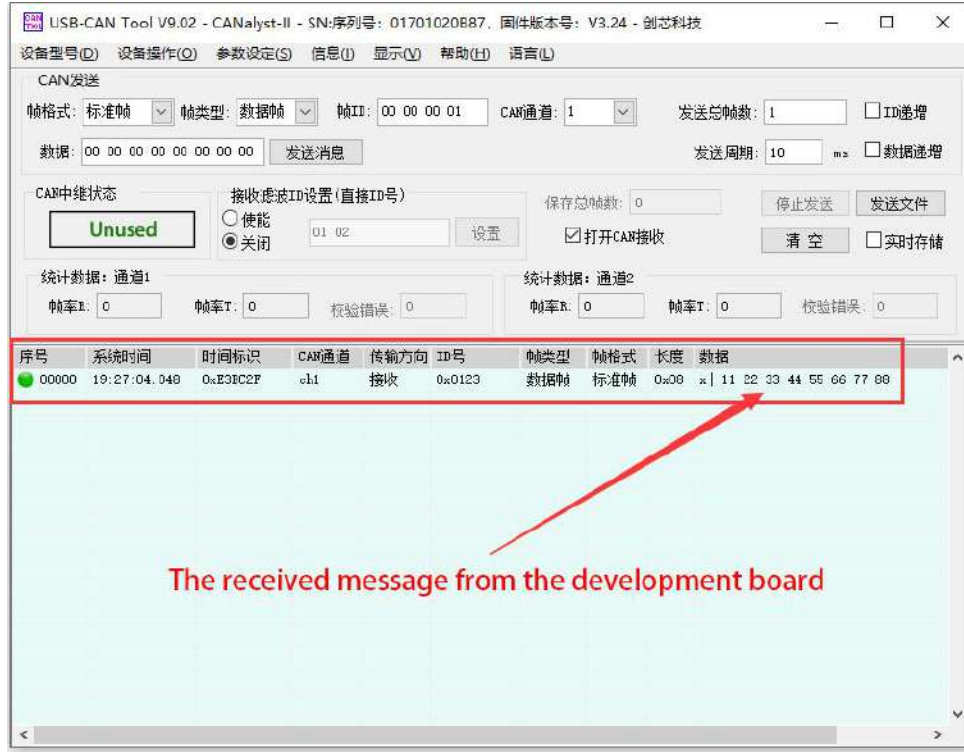 USB-CAN Tool V9.02 - CANalyst-II - SN:序列号: 01701020B87, 固件版本号: V3.24 - 创芯科技
设备型号(D) 设备操作(O) 参数设定(S) 信息(I) 显示(V) 帮助(H) 语言(L)
CAN发送
帧格式: 标准帧 帧类型: 数据帧 帧ID: 00 00 00 01 CAN通道: 1 发送总帧数: 1 ID递增
数据: 00 00 00 00 00 00 00 00 发送消息 发送周期: 10 ms 数据递增
CAN中继状态 接收滤波ID设置(直接ID号) 保存总帧数: 0 停止发送 发送文件
Unused 使能 01 02 设置
关闭 打开CAN接收 清空 实时存储
统计数据: 通道1 统计数据: 通道2
帧率R: 0 帧率T: 0 校验错误: 0 帧率R: 0 帧率T: 0 校验错误: 0
序号 系统时间 时间标识 CAN通道 传输方向 ID号 帧类型 帧格式 长度 数据
00000 19:27:04.048 ch1 接收 0x0123 数据帧 标准帧 0x08 x| 11 22 33 44 55 66 77 88
The received message from the development board